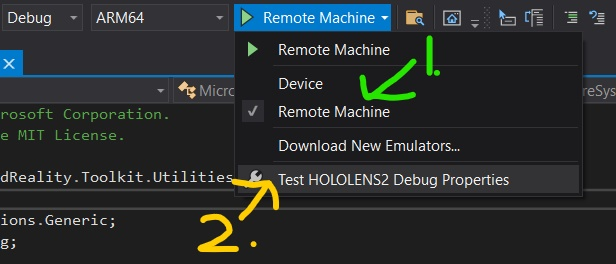 Debug ARM64 Remote Machine
Remote Machine
1.
Device
Remote Machine
Download New Emulators...
Test HOLOLENS2 Debug Properties
2.
Micro
reSys
rosoft Corporation.
e MIT License.
dReality.Toolkit.Utilities
ions.Generic;
g;